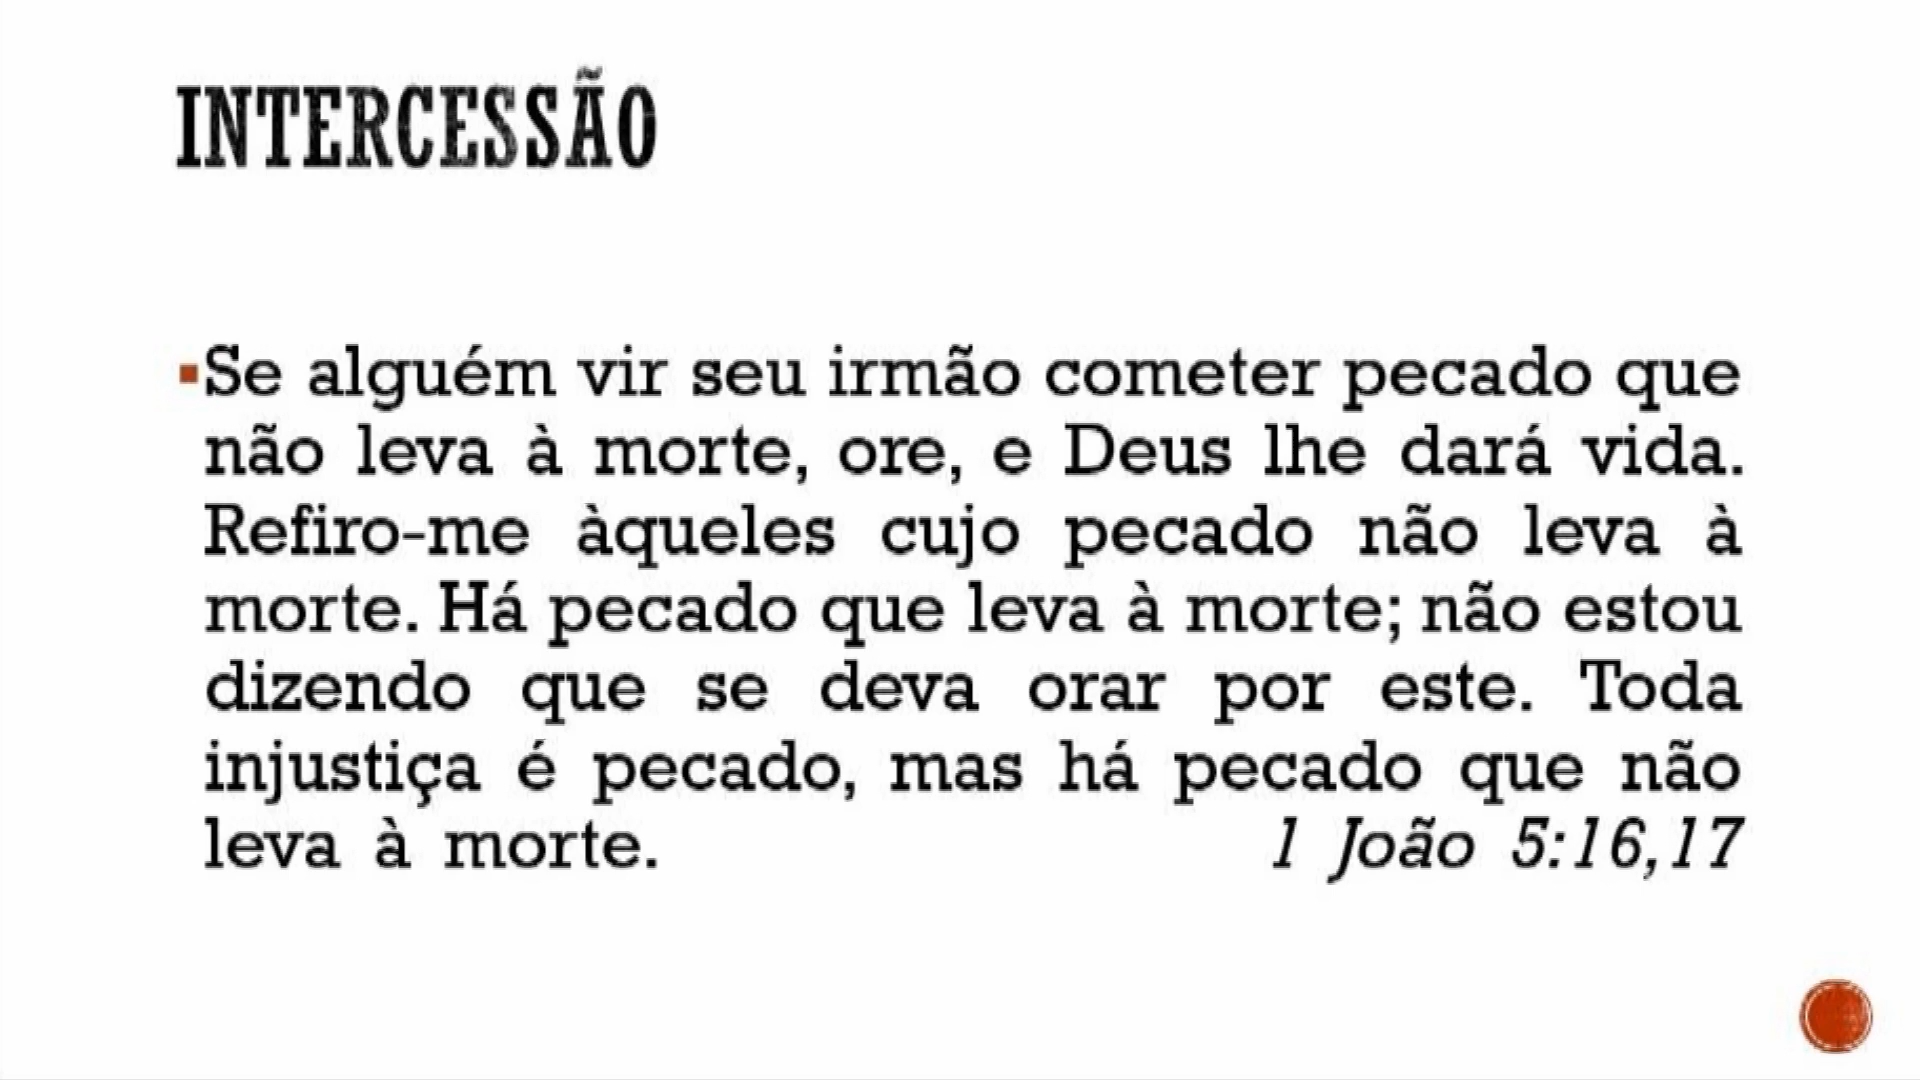 INTERCESSÃO
▪Se alguém vir seu irmão cometer pecado que
não leva à morte, ore, e Deus lhe dará vida.
Refiro-me àqueles cujo pecado não leva à
morte. Há pecado que leva à morte; não estou
dizendo que se deva orar por este. Toda
injustiça é pecado, mas há pecado que não
leva à morte. 1 João 5:16,17